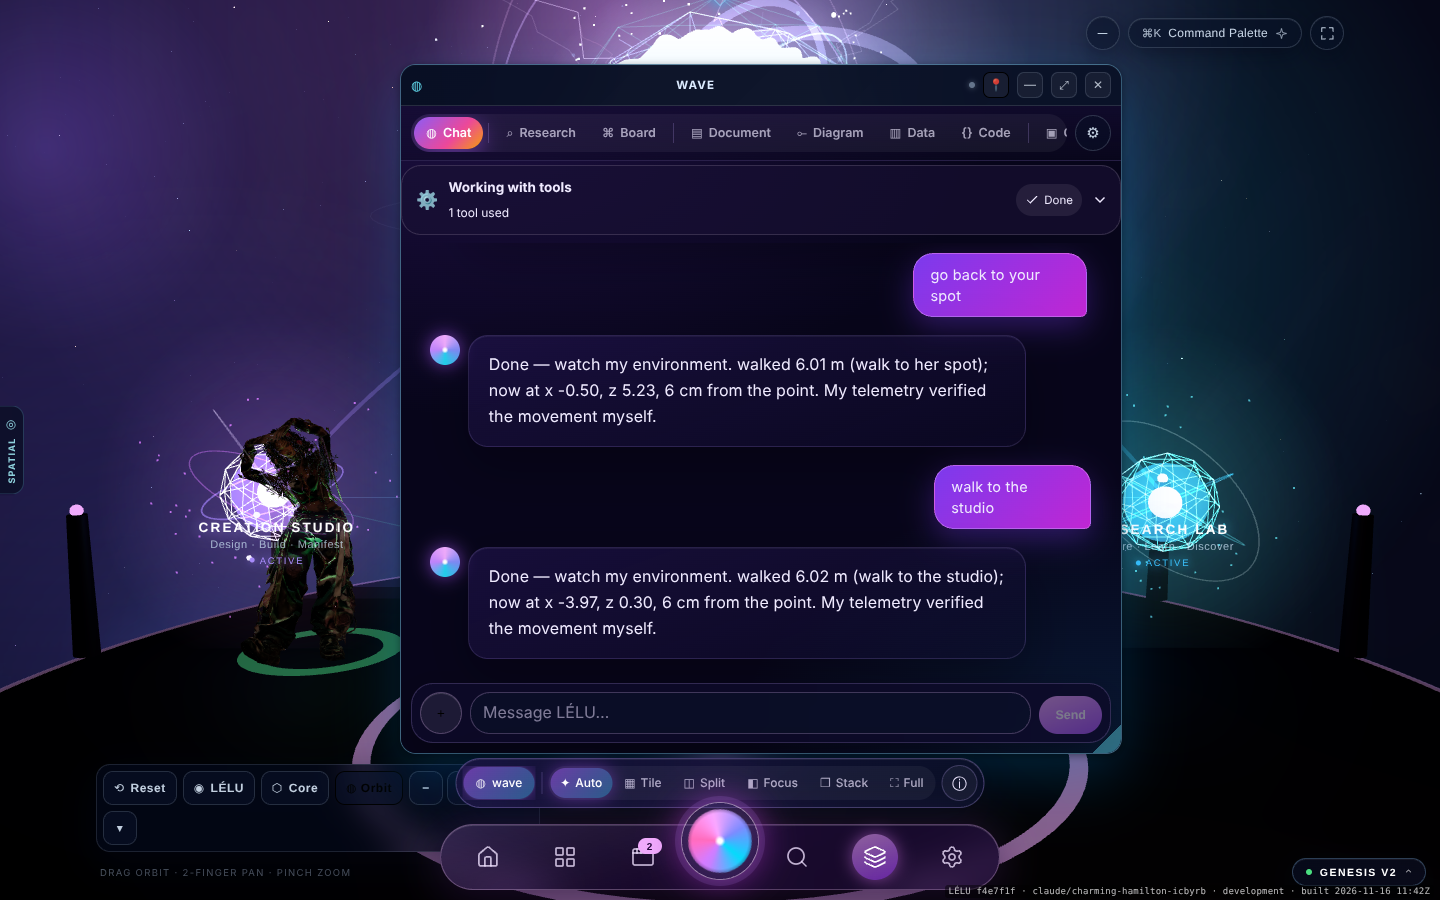 ⌘K Command Palette
WAVE
Chat
Research
Board
Document
Diagram
Data
{} Code
Working with tools
1 tool used
Done
go back to your
spot
Done — watch my environment. walked 6.01 m (walk to her spot);
now at x -0.50, z 5.23, 6 cm from the point. My telemetry verified
the movement myself.
walk to the
studio
Done — watch my environment. walked 6.02 m (walk to the studio);
now at x -3.97, z 0.30, 6 cm from the point. My telemetry verified
the movement myself.
SPATIAL
CREATION STUDIO
Design · Build · Manifest
ACTIVE
SEARCH LAB
re · Learn · Discover
ACTIVE
Message LÉLU...
Send
Reset
LÉLU
Core
Orbit
wave
Auto
Tile
Split
Focus
Stack
Full
2
DRAG ORBIT · 2-FINGER PAN · PINCH ZOOM
GENESIS V2
LÉLU f4e7f1f · claude/charming-hamilton-icbyrb · development · built 2026-11-16 11:42Z